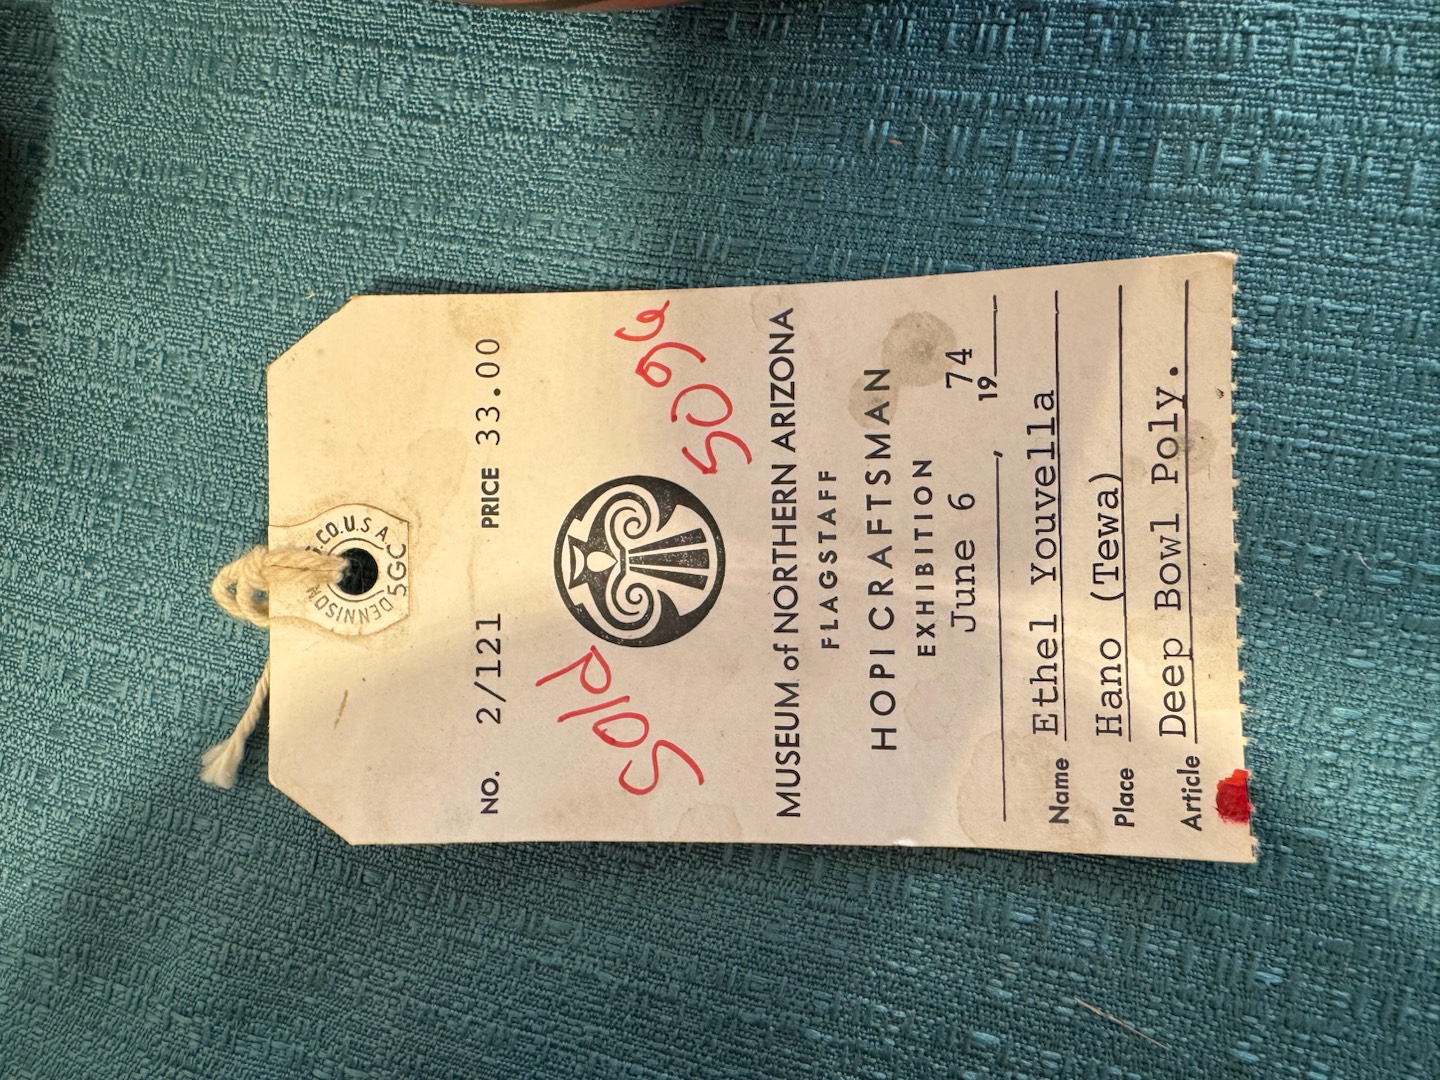 DENNISON CO. U.S.A.
5GC
NO. 2/121 PRICE 33.00
Sold
MUSEUM of NORTHERN ARIZONA
FLAGSTAFF
HOPI CRAFTSMAN
EXHIBITION
June 6, 1974
Name Ethel Youvella
Place Hano (Tewa)
Article Deep Bowl Poly.